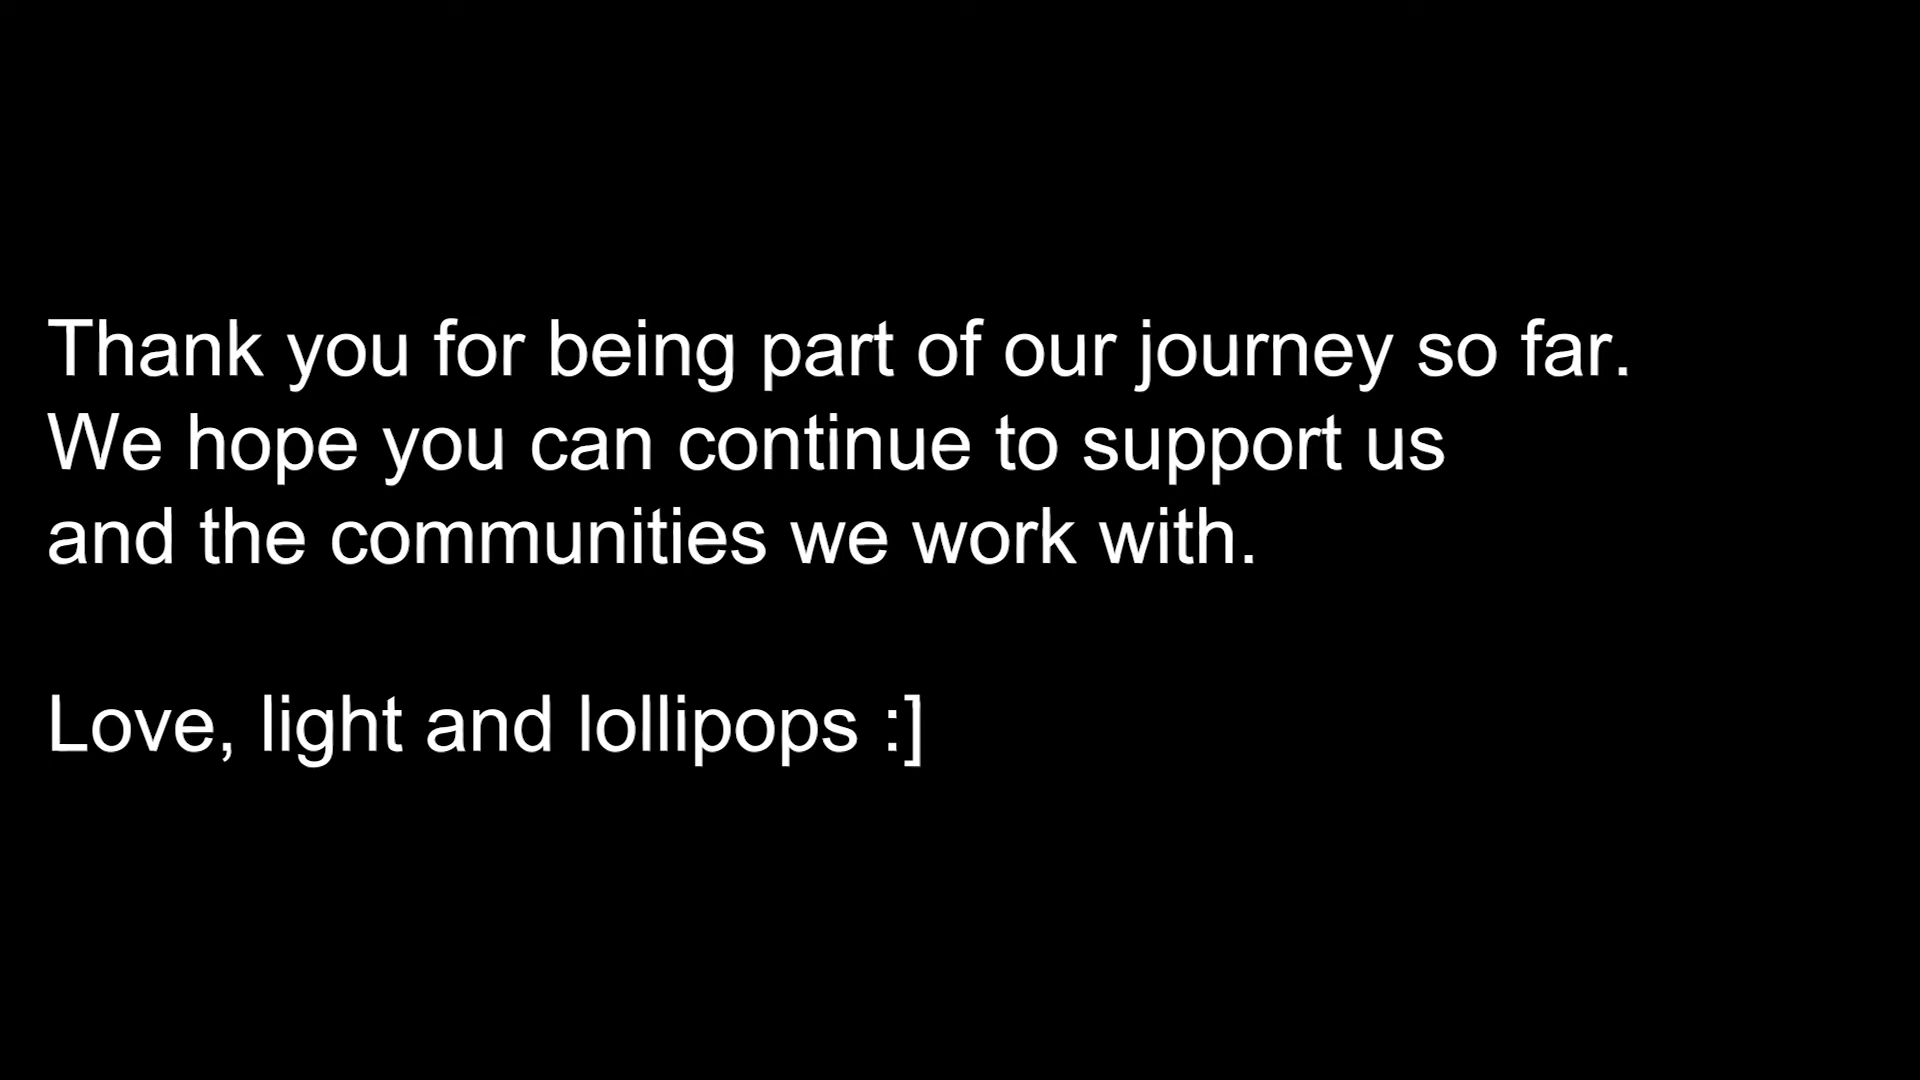 Thank you for being part of our journey so far.
We hope you can continue to support us
and the communities we work with.
Love, light and lollipops :]